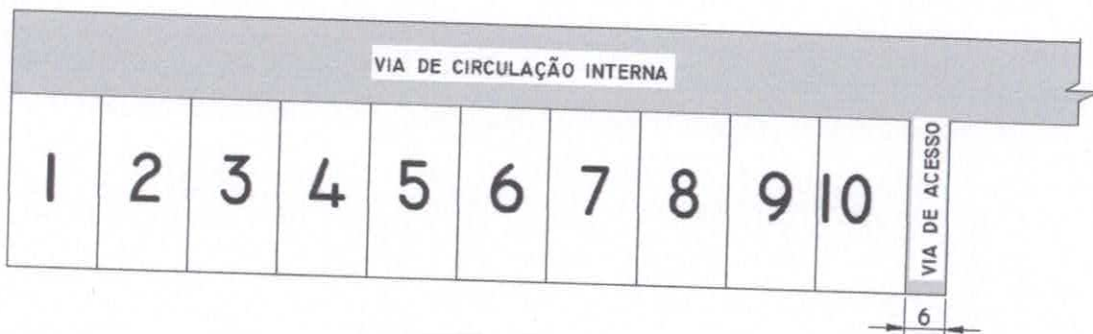 VIA DE CIRCULAÇÃO INTERNA
1 2 3 4 5 6 7 8 9 10
VIA DE ACESSO
6